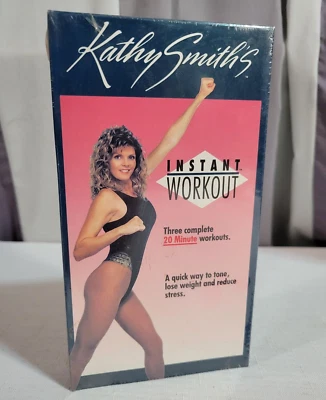 Kathy Smith's
INSTANT
WORKOUT
Three complete
20 Minute workouts.
A quick way to tone,
lose weight and reduce
stress.